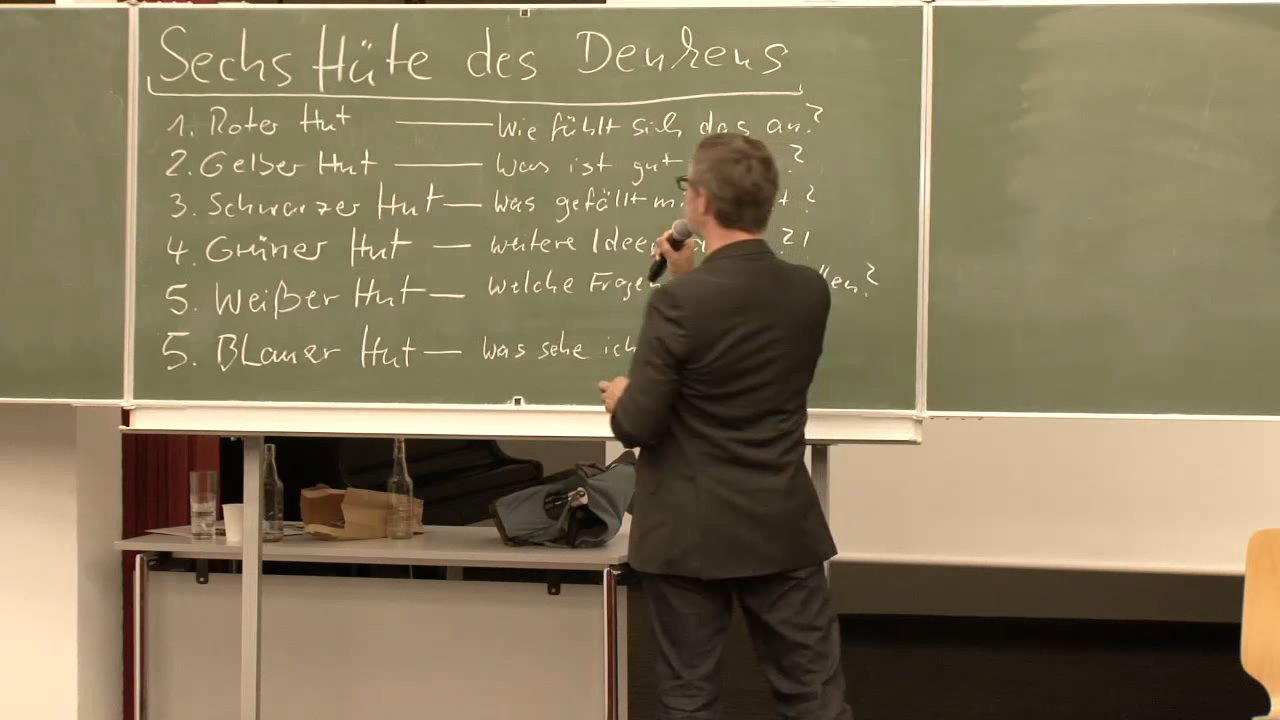 Sechs Hüte des Denkens
1. Roter Hut — Wie fühlt sich das an?
2. Gelber Hut — Was ist gut ?
3. Schwarzer Hut — was gefällt ?
4. Grüner Hut — weitere Ideen ?!
5. Weißer Hut — welche Fragen ?
5. Blauer Hut — was sehe ich